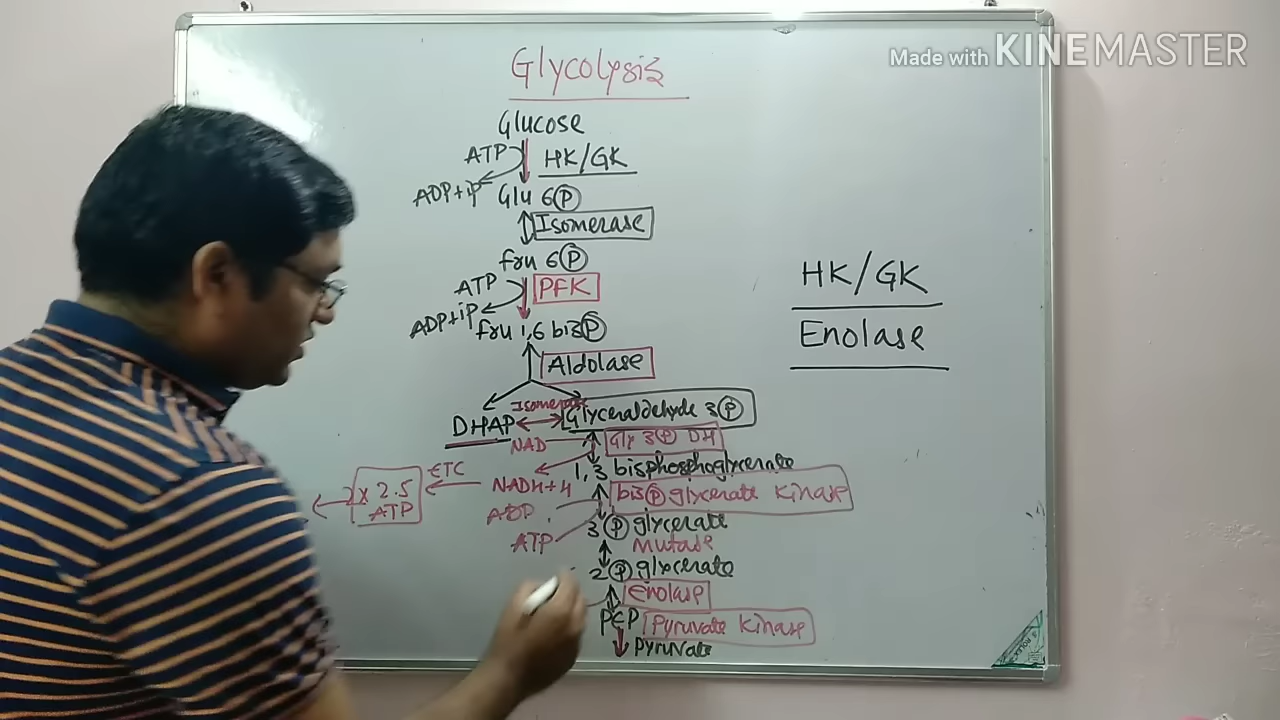 Made with KINEMASTER
Glycolysis
Glucose
ATP HK/GK
ADP+iP Glu 6 P
Isomerase
fru 6 P
ATP PFK
ADP+iP fru 1,6 bis P
Aldolase
Isomerase
DHAP Glyceraldehyde 3 P
NAD Gly 3 P DH
1,3 bisphosphoglycerate
ETC
x 2.5 ATP
NADH+H bis P glycerate kinase
ADP
3 P glycerate
ATP Mutase
2 P glycerate
Enolase
PEP Pyruvate Kinase
Pyruvate
HK/GK
Enolase